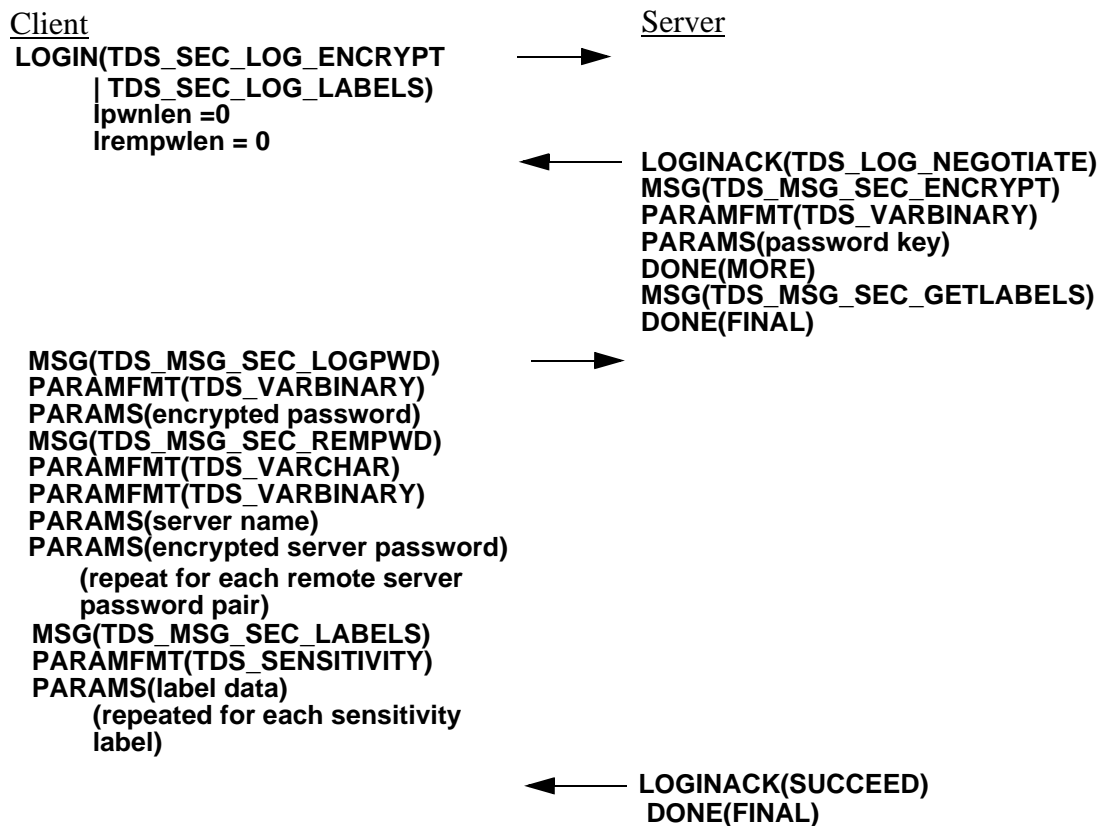 Client
Server
LOGIN(TDS_SEC_LOG_ENCRYPT
| TDS_SEC_LOG_LABELS)
lpwnlen =0
lrempwlen = 0
LOGINACK(TDS_LOG_NEGOTIATE)
MSG(TDS_MSG_SEC_ENCRYPT)
PARAMFMT(TDS_VARBINARY)
PARAMS(password key)
DONE(MORE)
MSG(TDS_MSG_SEC_GETLABELS)
DONE(FINAL)
MSG(TDS_MSG_SEC_LOGPWD)
PARAMFMT(TDS_VARBINARY)
PARAMS(encrypted password)
MSG(TDS_MSG_SEC_REMPWD)
PARAMFMT(TDS_VARCHAR)
PARAMFMT(TDS_VARBINARY)
PARAMS(server name)
PARAMS(encrypted server password)
(repeat for each remote server
password pair)
MSG(TDS_MSG_SEC_LABELS)
PARAMFMT(TDS_SENSITIVITY)
PARAMS(label data)
(repeated for each sensitivity
label)
LOGINACK(SUCCEED)
DONE(FINAL)